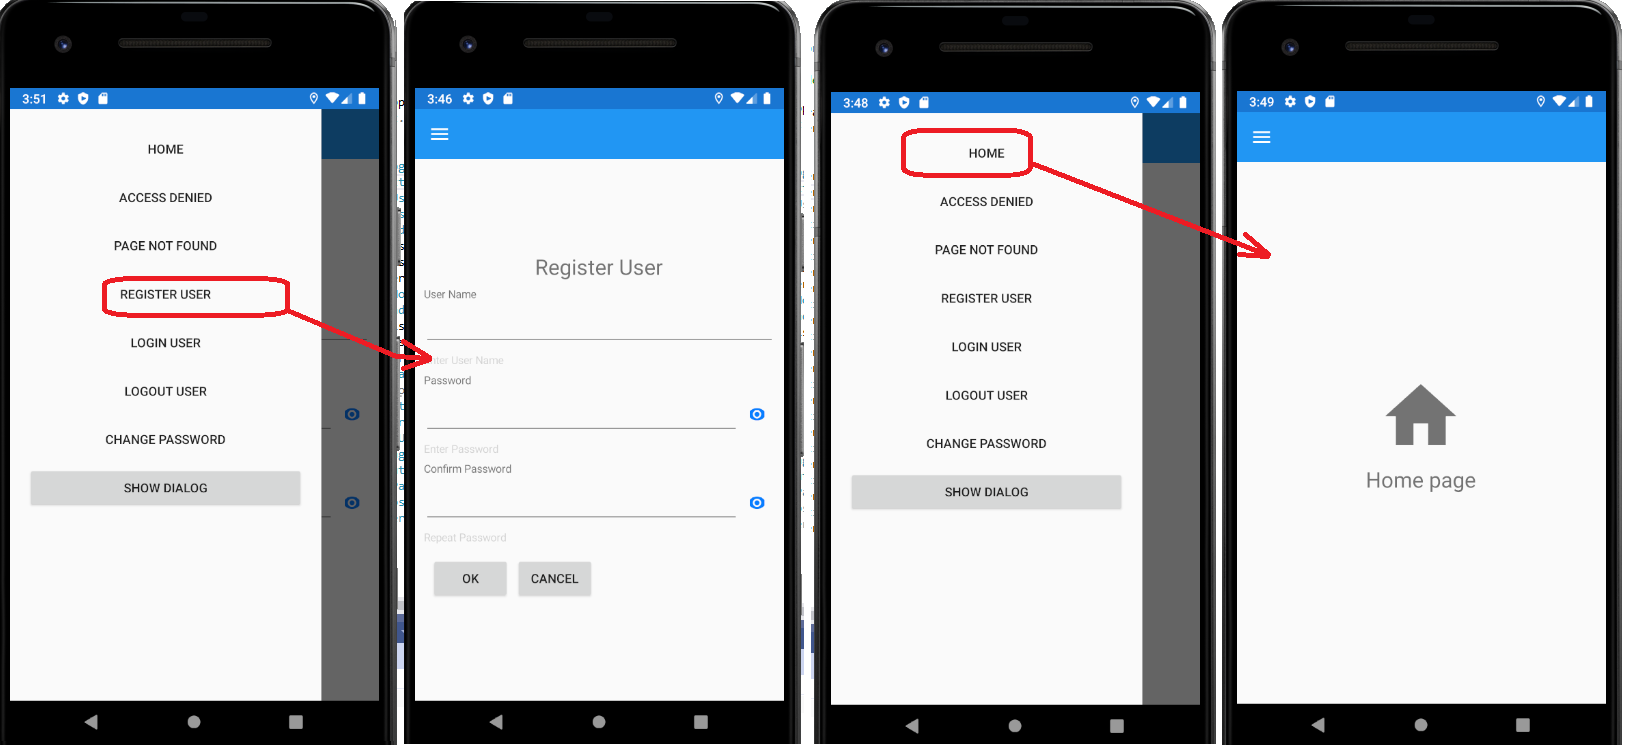 3:51
HOME
ACCESS DENIED
PAGE NOT FOUND
REGISTER USER
LOGIN USER
LOGOUT USER
CHANGE PASSWORD
SHOW DIALOG
3:46
Register User
User Name
User Name
Password
Enter Password
Confirm Password
Repeat Password
OK
CANCEL
3:48
HOME
ACCESS DENIED
PAGE NOT FOUND
REGISTER USER
LOGIN USER
LOGOUT USER
CHANGE PASSWORD
SHOW DIALOG
3:49
Home page